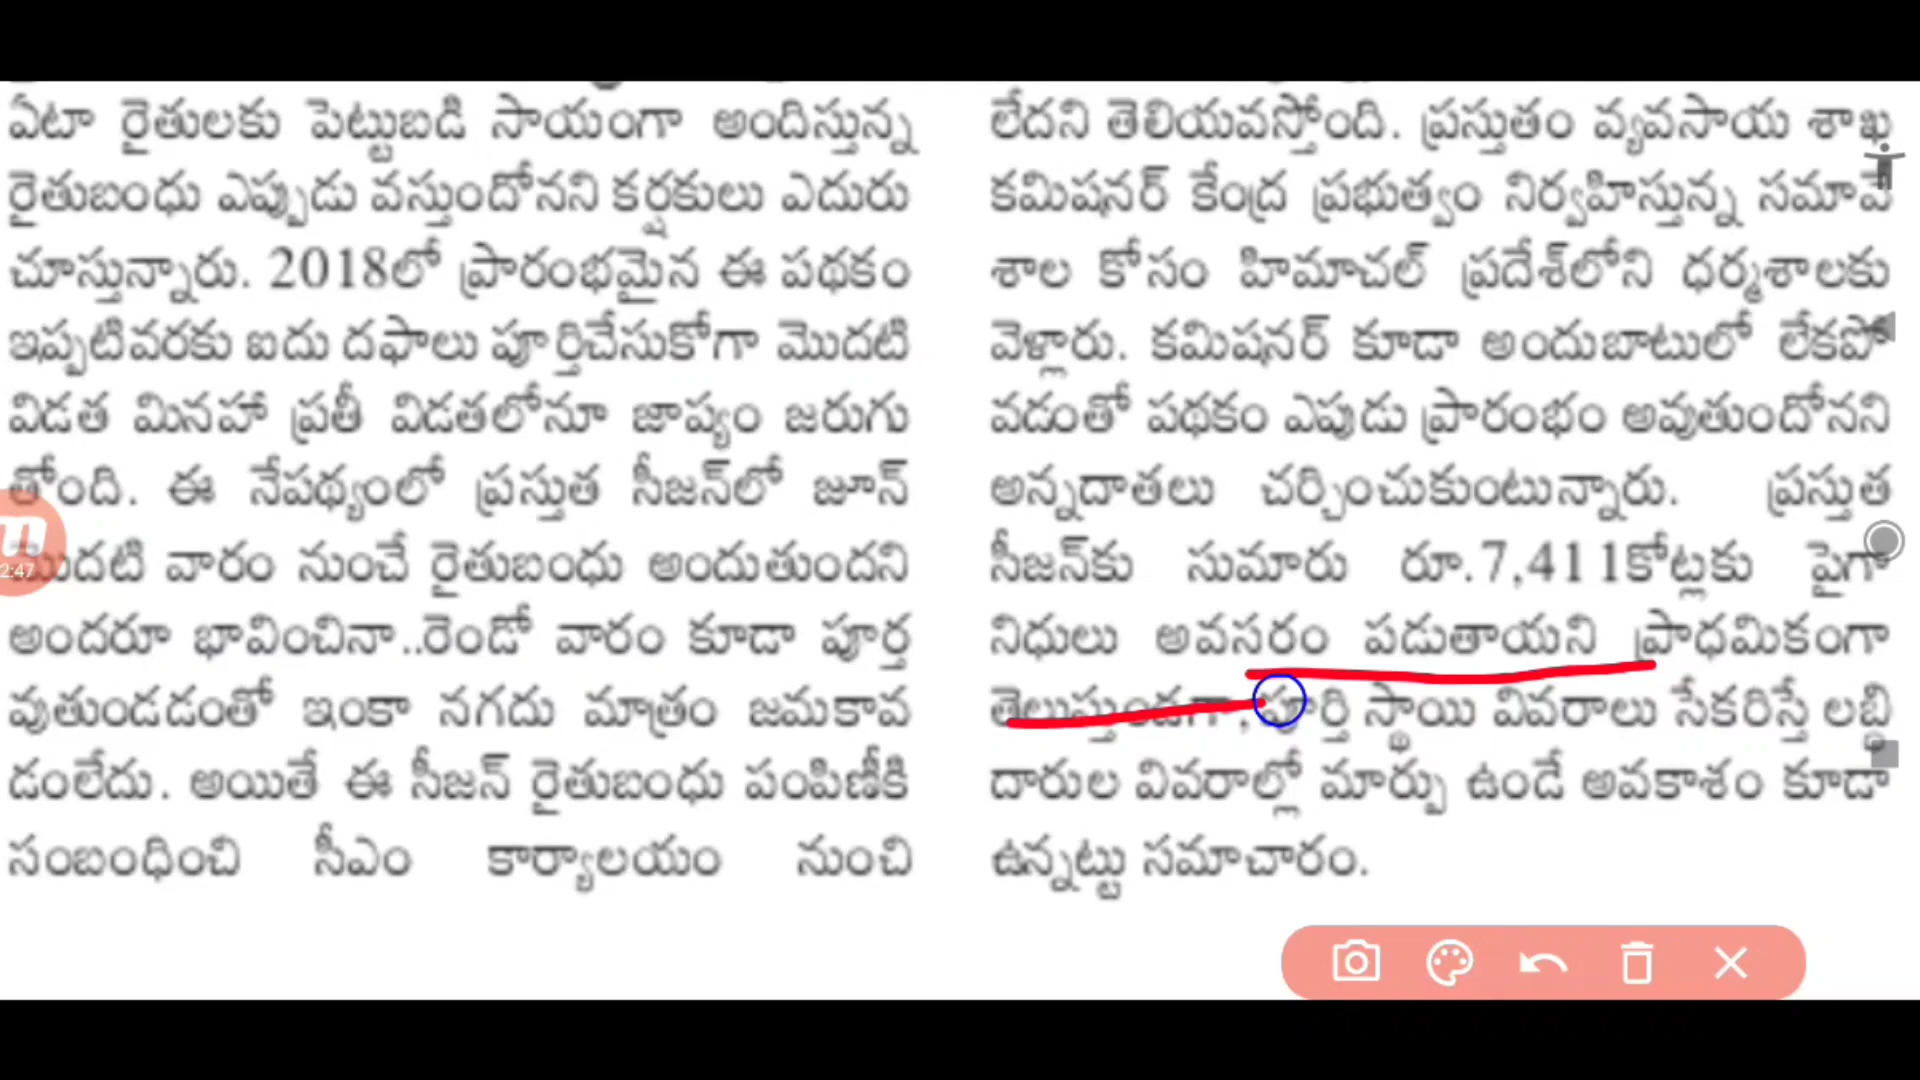 ఏటా రైతులకు పెట్టుబడి సాయంగా అందిస్తున్న
రైతుబంధు ఎప్పుడు వస్తుందోనని కర్షకులు ఎదురు
చూస్తున్నారు. 2018లో ప్రారంభమైన ఈ పథకం
ఇప్పటివరకు ఐదు దఫాలు పూర్తిచేసుకోగా మొదటి
విడత మినహా ప్రతీ విడతలోనూ జాప్యం జరుగు
తోంది. ఈ నేపథ్యంలో ప్రస్తుత సీజన్‌లో జూన్
మొదటి వారం నుంచే రైతుబంధు అందుతుందని
అందరూ భావించినా..రెండో వారం కూడా పూర్త
వుతుండడంతో ఇంకా నగదు మాత్రం జమకావ
డంలేదు. అయితే ఈ సీజన్ రైతుబంధు పంపిణీకి
సంబంధించి సీఎం కార్యాలయం నుంచి
లేదని తెలియవస్తోంది. ప్రస్తుతం వ్యవసాయ శాఖ
కమిషనర్ కేంద్ర ప్రభుత్వం నిర్వహిస్తున్న సమావే
శాల కోసం హిమాచల్ ప్రదేశ్‌లోని ధర్మశాలకు
వెళ్లారు. కమిషనర్ కూడా అందుబాటులో లేకపో
వడంతో పథకం ఎపుడు ప్రారంభం అవుతుందోనని
అన్నదాతలు చర్చించుకుంటున్నారు. ప్రస్తుత
సీజన్‌కు సుమారు రూ.7,411కోట్లకు పైగా
నిధులు అవసరం పడుతాయని ప్రాధమికంగా
తెలుస్తుండగా, పూర్తి స్థాయి వివరాలు సేకరిస్తే లబ్ధి
దారుల వివరాల్లో మార్పు ఉండే అవకాశం కూడా
ఉన్నట్టు సమాచారం.
2:47